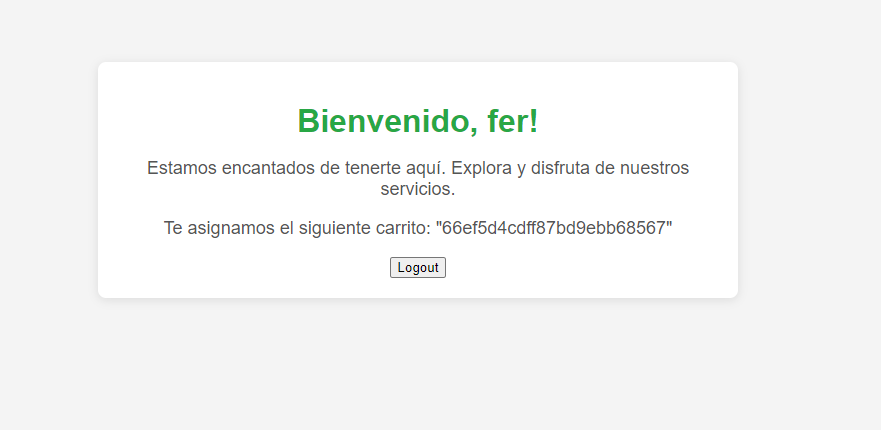 Bienvenido, fer!
Estamos encantados de tenerte aquí. Explora y disfruta de nuestros
servicios.
Te asignamos el siguiente carrito: "66ef5d4cdff87bd9ebb68567"
Logout